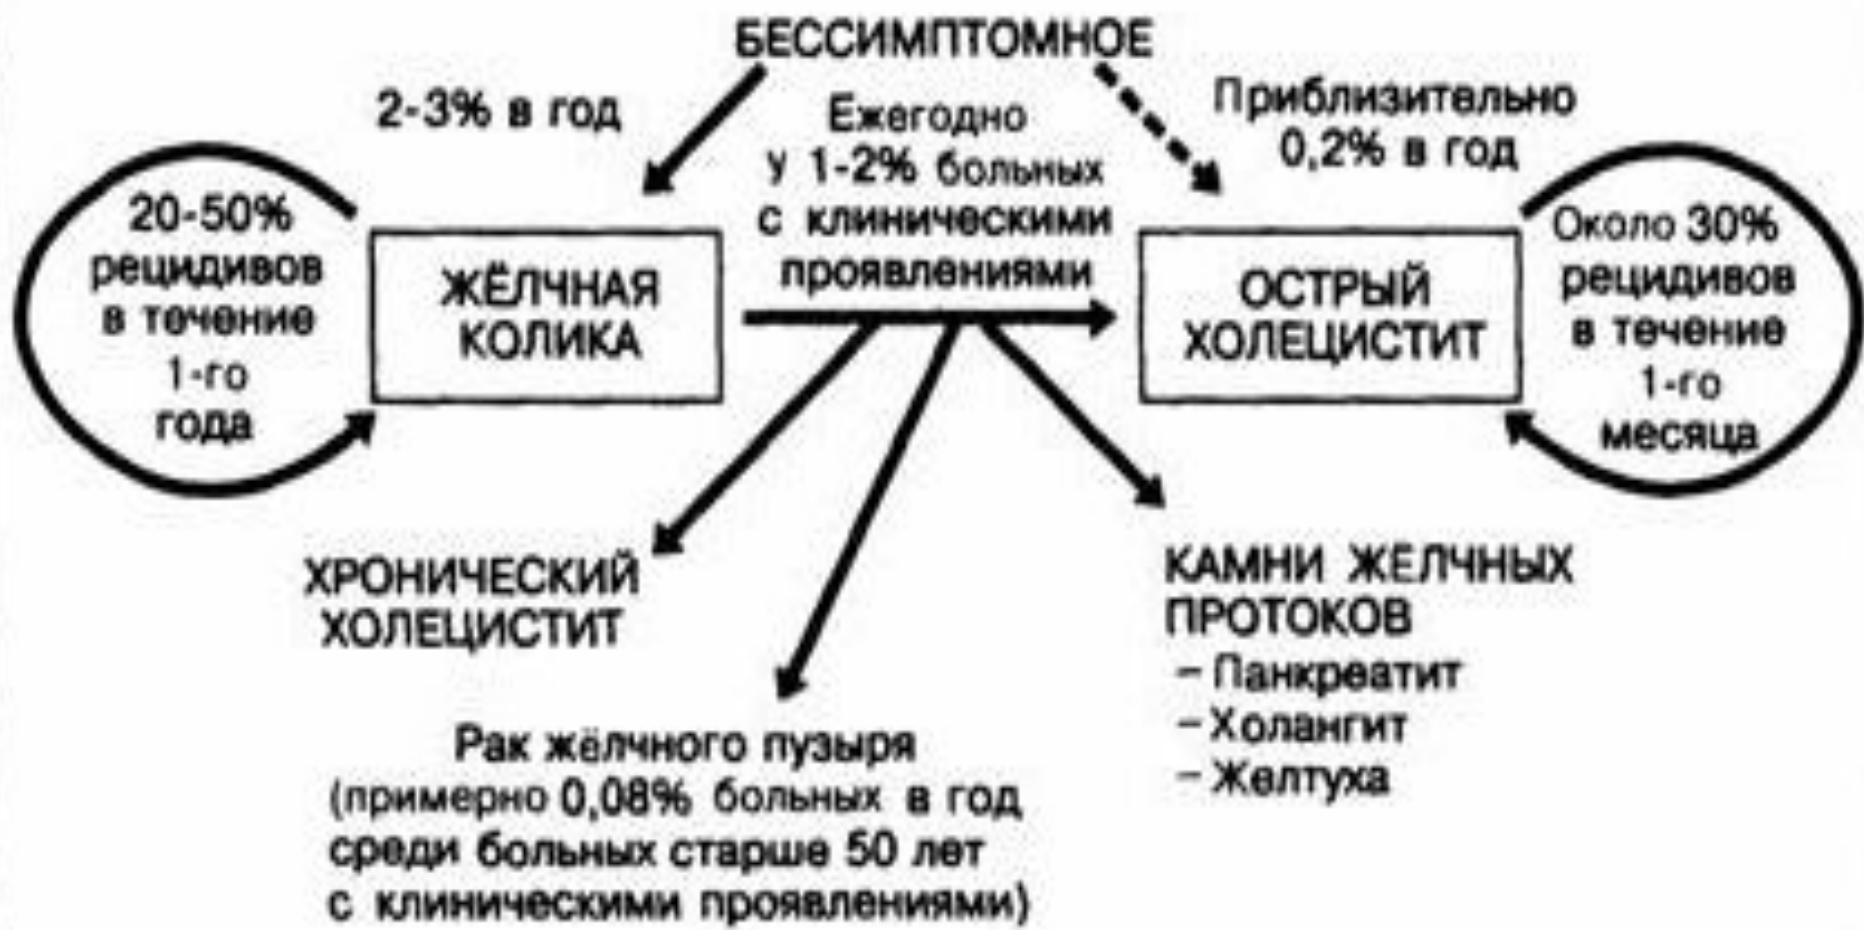 БЕССИМПТОМНОЕ
2-3% в год
Ежегодно
у 1-2% больных
с клиническими
проявлениями
Приблизительно
0,2% в год
20-50%
рецидивов
в течение
1-го
года
ЖЁЛЧНАЯ
КОЛИКА
ОСТРЫЙ
ХОЛЕЦИСТИТ
Около 30%
рецидивов
в течение
1-го
месяца
ХРОНИЧЕСКИЙ
ХОЛЕЦИСТИТ
Рак жёлчного пузыря
(примерно 0,08% больных в год
среди больных старше 50 лет
с клиническими проявлениями)
КАМНИ ЖЁЛЧНЫХ
ПРОТОКОВ
– Панкреатит
– Холангит
– Желтуха